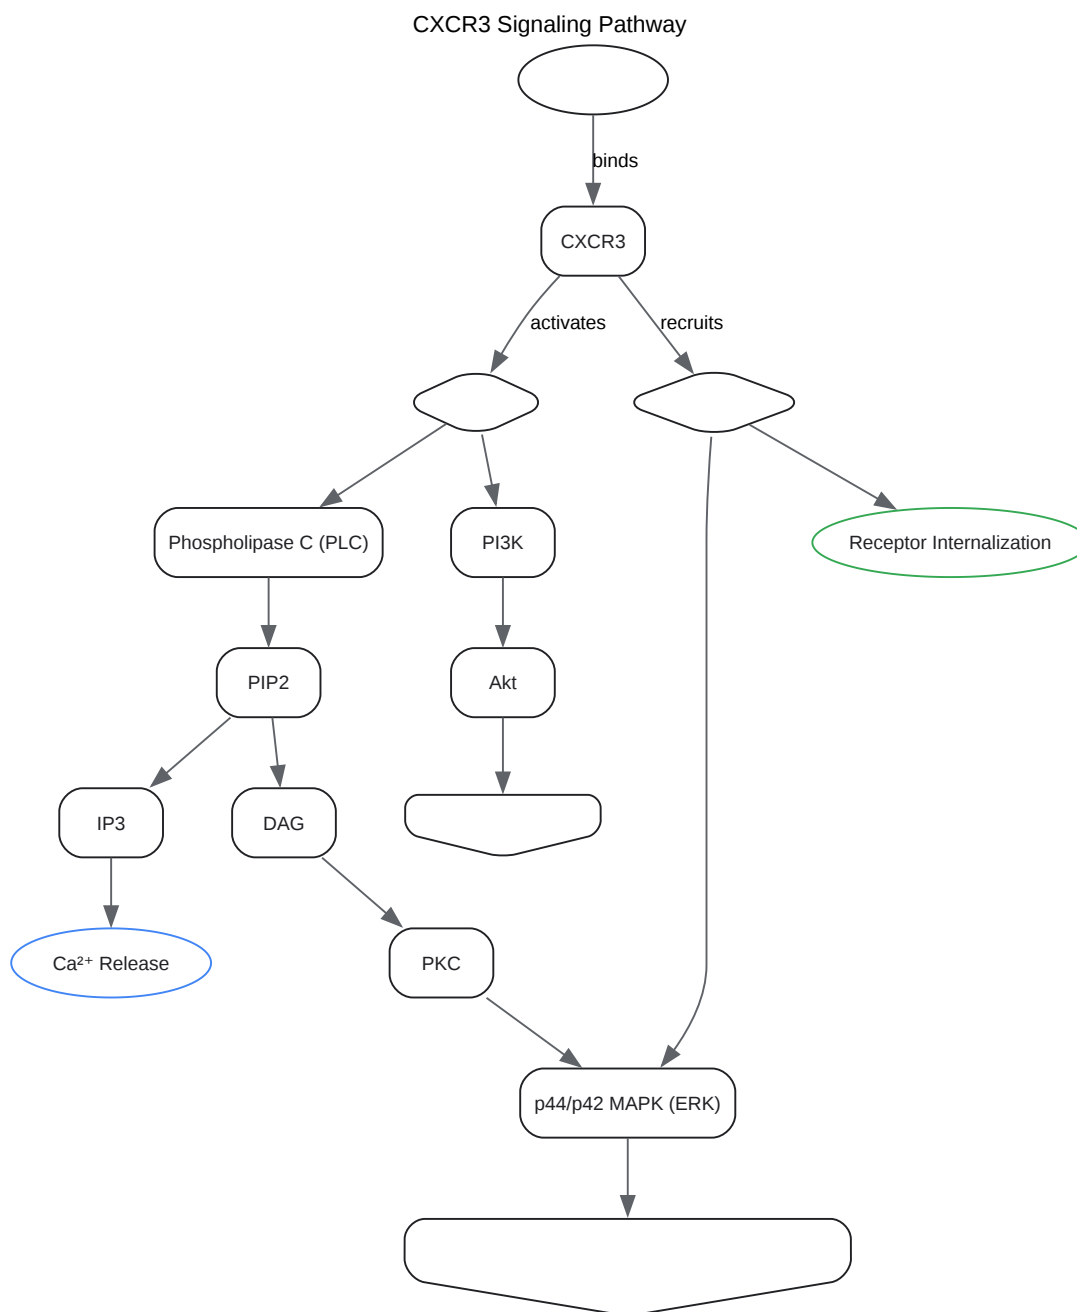 CXCR3 Signaling Pathway
binds
CXCR3
activates
recruits
Phospholipase C (PLC)
PI3K
Receptor Internalization
PIP2
Akt
IP3
DAG
Ca²⁺ Release
PKC
p44/p42 MAPK (ERK)